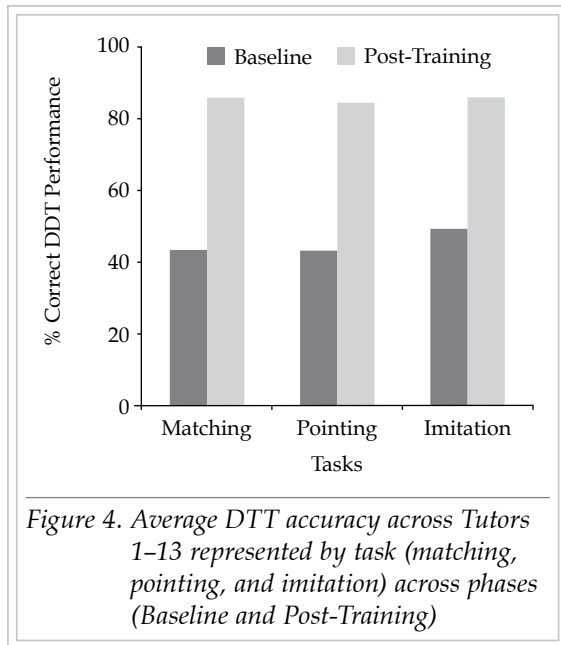 100
Baseline Post-Training
80
60
40
20
0
% Correct DDT Performance
Matching Pointing Imitation
Tasks
Figure 4. Average DTT accuracy across Tutors
1–13 represented by task (matching,
pointing, and imitation) across phases
(Baseline and Post-Training)